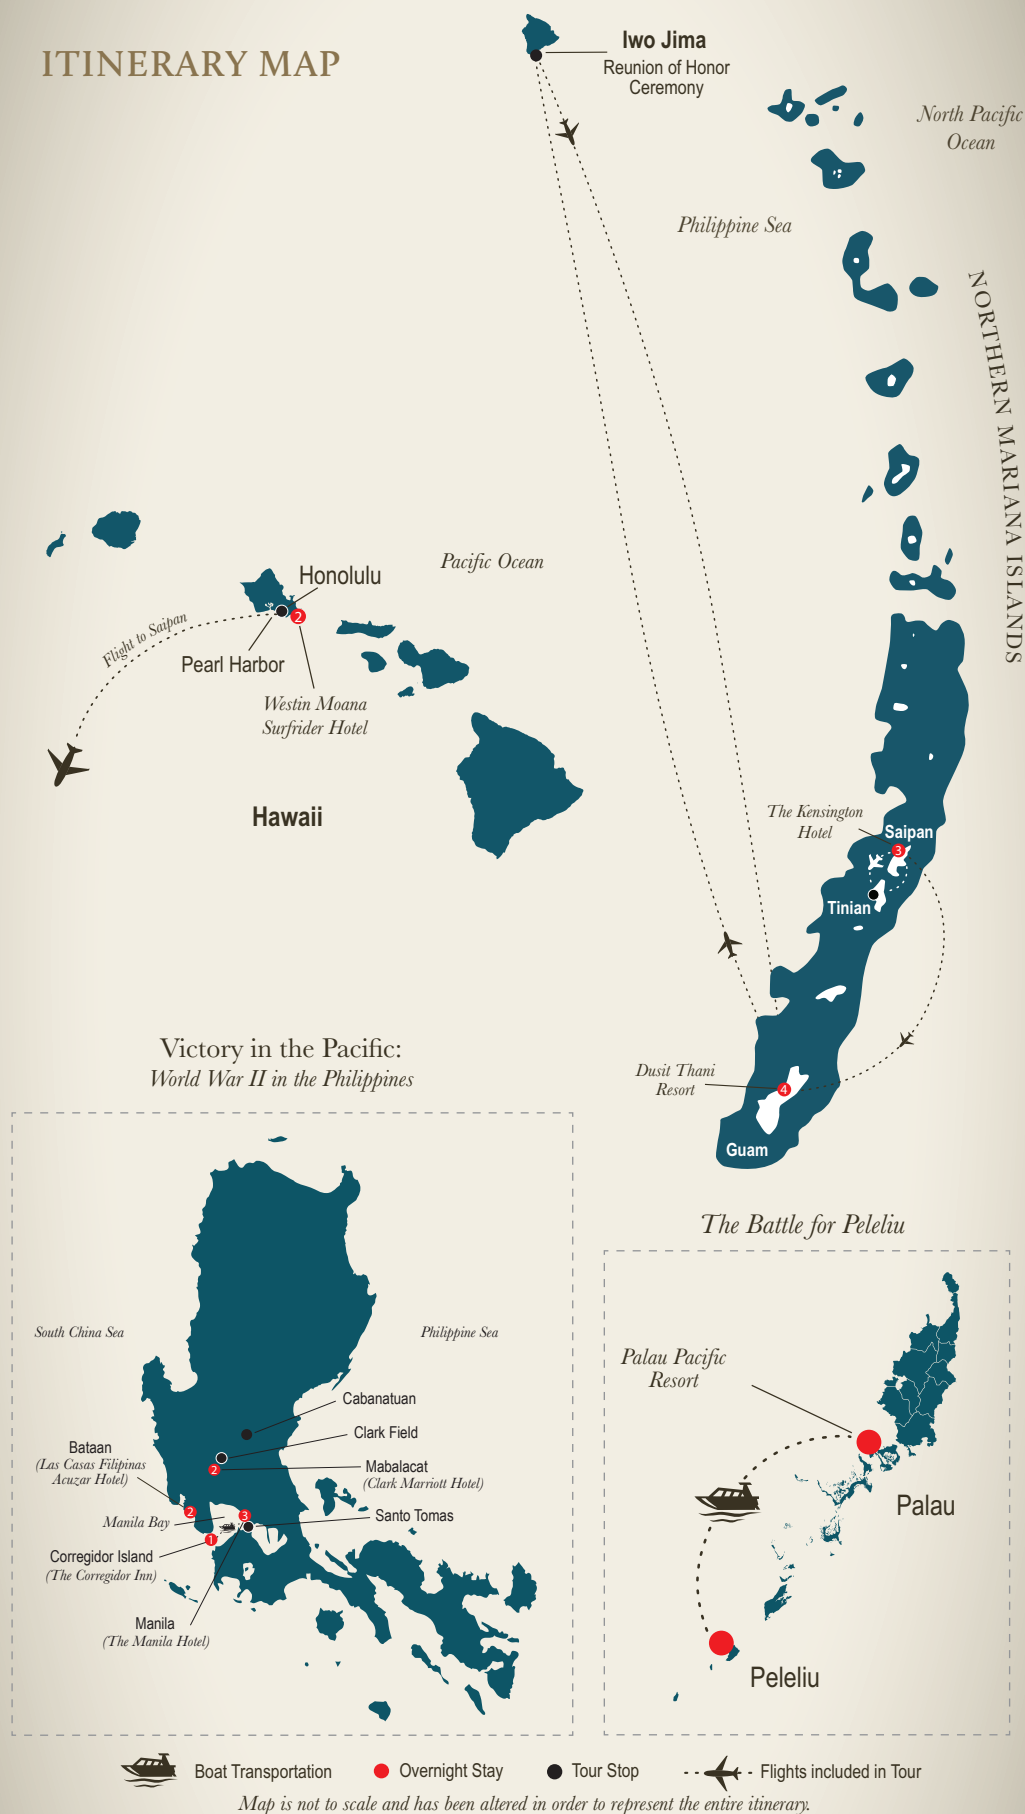 ITINERARY MAP
Iwo Jima
Reunion of Honor
Ceremony
North Pacific
Ocean
Philippine Sea
NORTHERN MARIANA ISLANDS
Pacific Ocean
Honolulu
2
Flight to Saipan
Pearl Harbor
Westin Moana
Surfrider Hotel
Hawaii
The Kensington
Hotel
Saipan
3
Tinian
Dusit Thani
Resort
4
Guam
Victory in the Pacific:
World War II in the Philippines
South China Sea
Philippine Sea
Cabanatuan
Clark Field
Mabalacat
(Clark Marriott Hotel)
2
Bataan
(Las Casas Filipinas
Acuzar Hotel)
2
Manila Bay
3
Santo Tomas
1
Corregidor Island
(The Corregidor Inn)
Manila
(The Manila Hotel)
The Battle for Peleliu
Palau Pacific
Resort
Palau
Peleliu
Boat Transportation
Overnight Stay
Tour Stop
Flights included in Tour
Map is not to scale and has been altered in order to represent the entire itinerary.